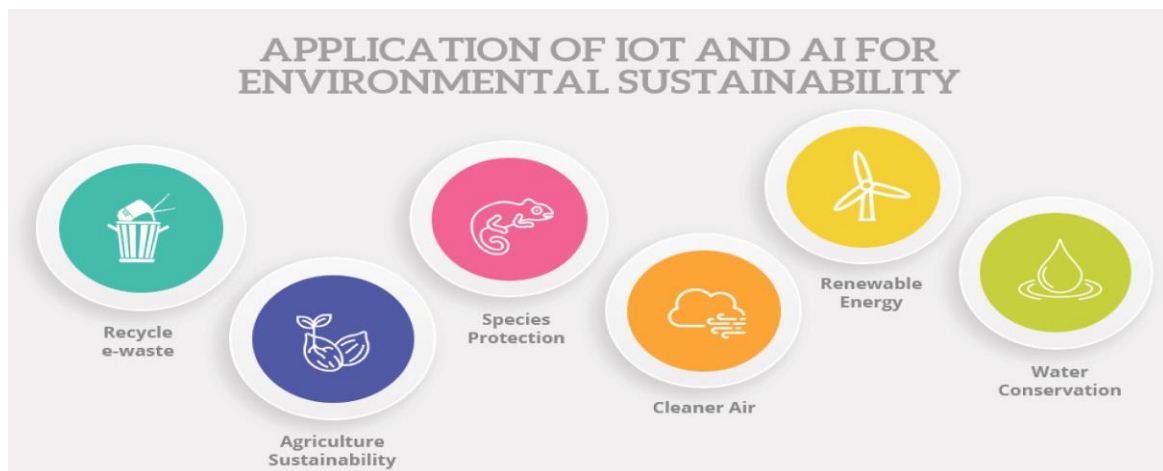 APPLICATION OF IOT AND AI FOR
ENVIRONMENTAL SUSTAINABILITY
Recycle
e-waste
Agriculture
Sustainability
Species
Protection
Cleaner Air
Renewable
Energy
Water
Conservation